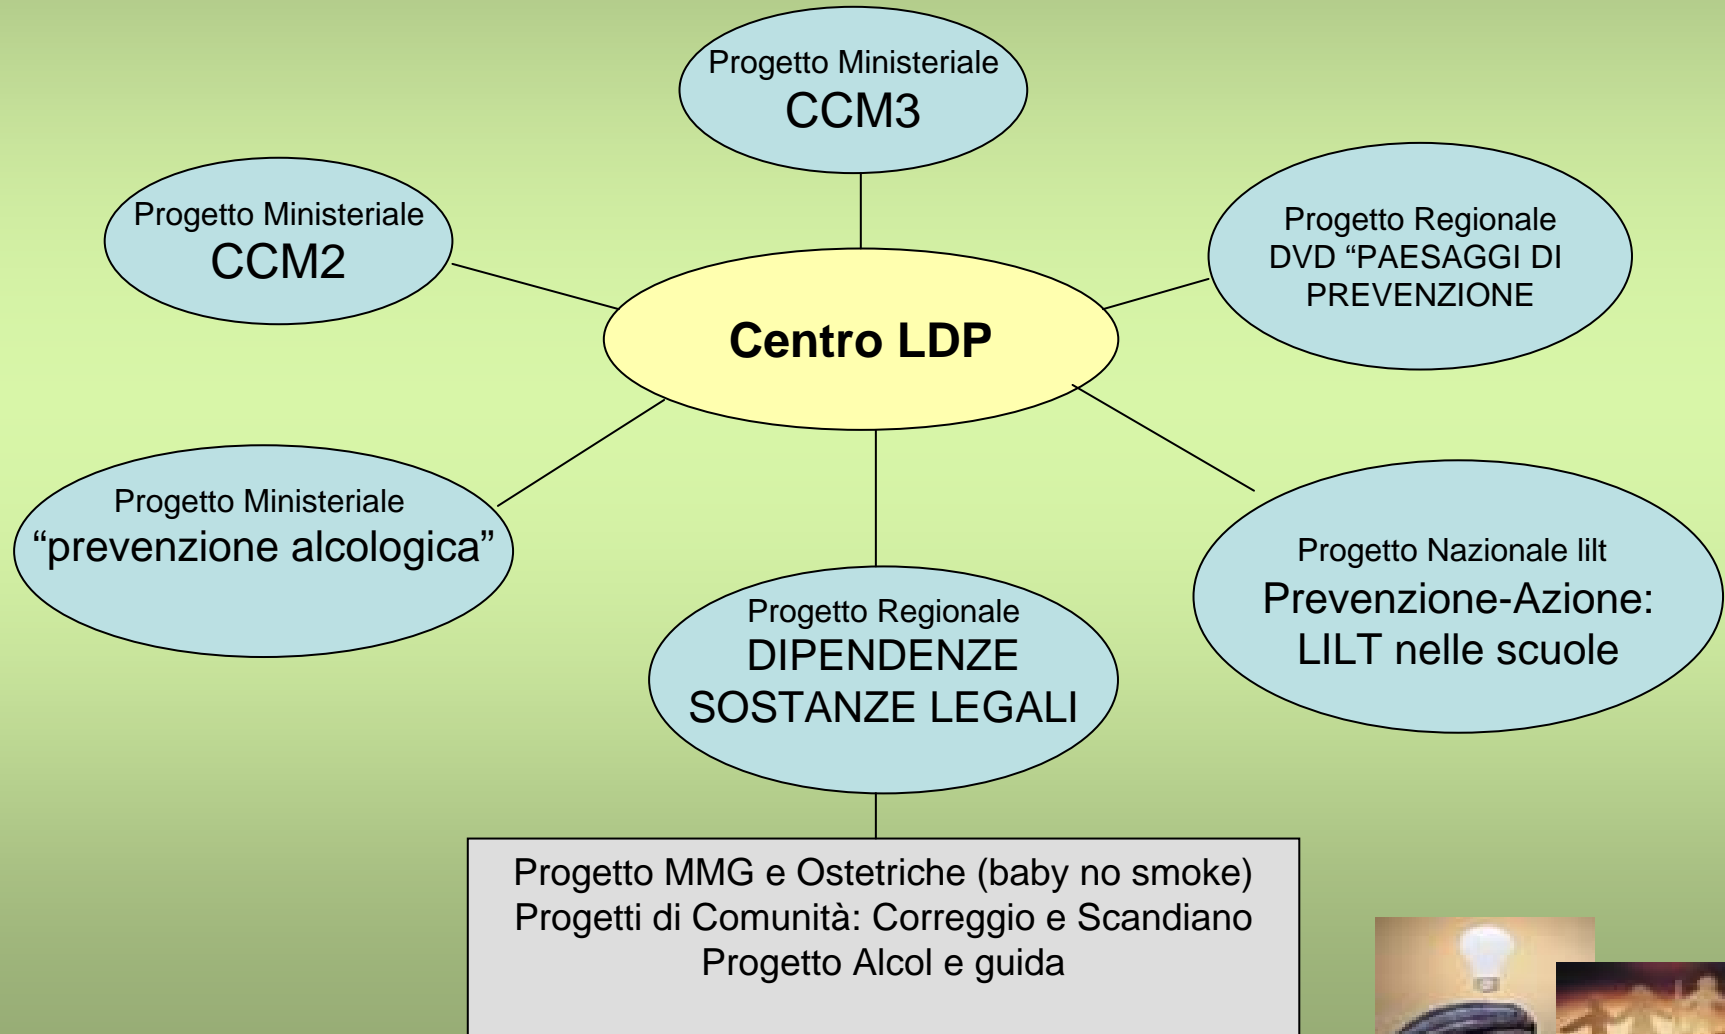 Progetto Ministeriale
CCM3
Progetto Ministeriale
CCM2
Progetto Regionale
DVD “PAESAGGI DI
PREVENZIONE
Centro LDP
Progetto Ministeriale
“prevenzione alcologica”
Progetto Nazionale lilt
Prevenzione-Azione:
LILT nelle scuole
Progetto Regionale
DIPENDENZE
SOSTANZE LEGALI
Progetto MMG e Ostetriche (baby no smoke)
Progetti di Comunità: Correggio e Scandiano
Progetto Alcol e guida